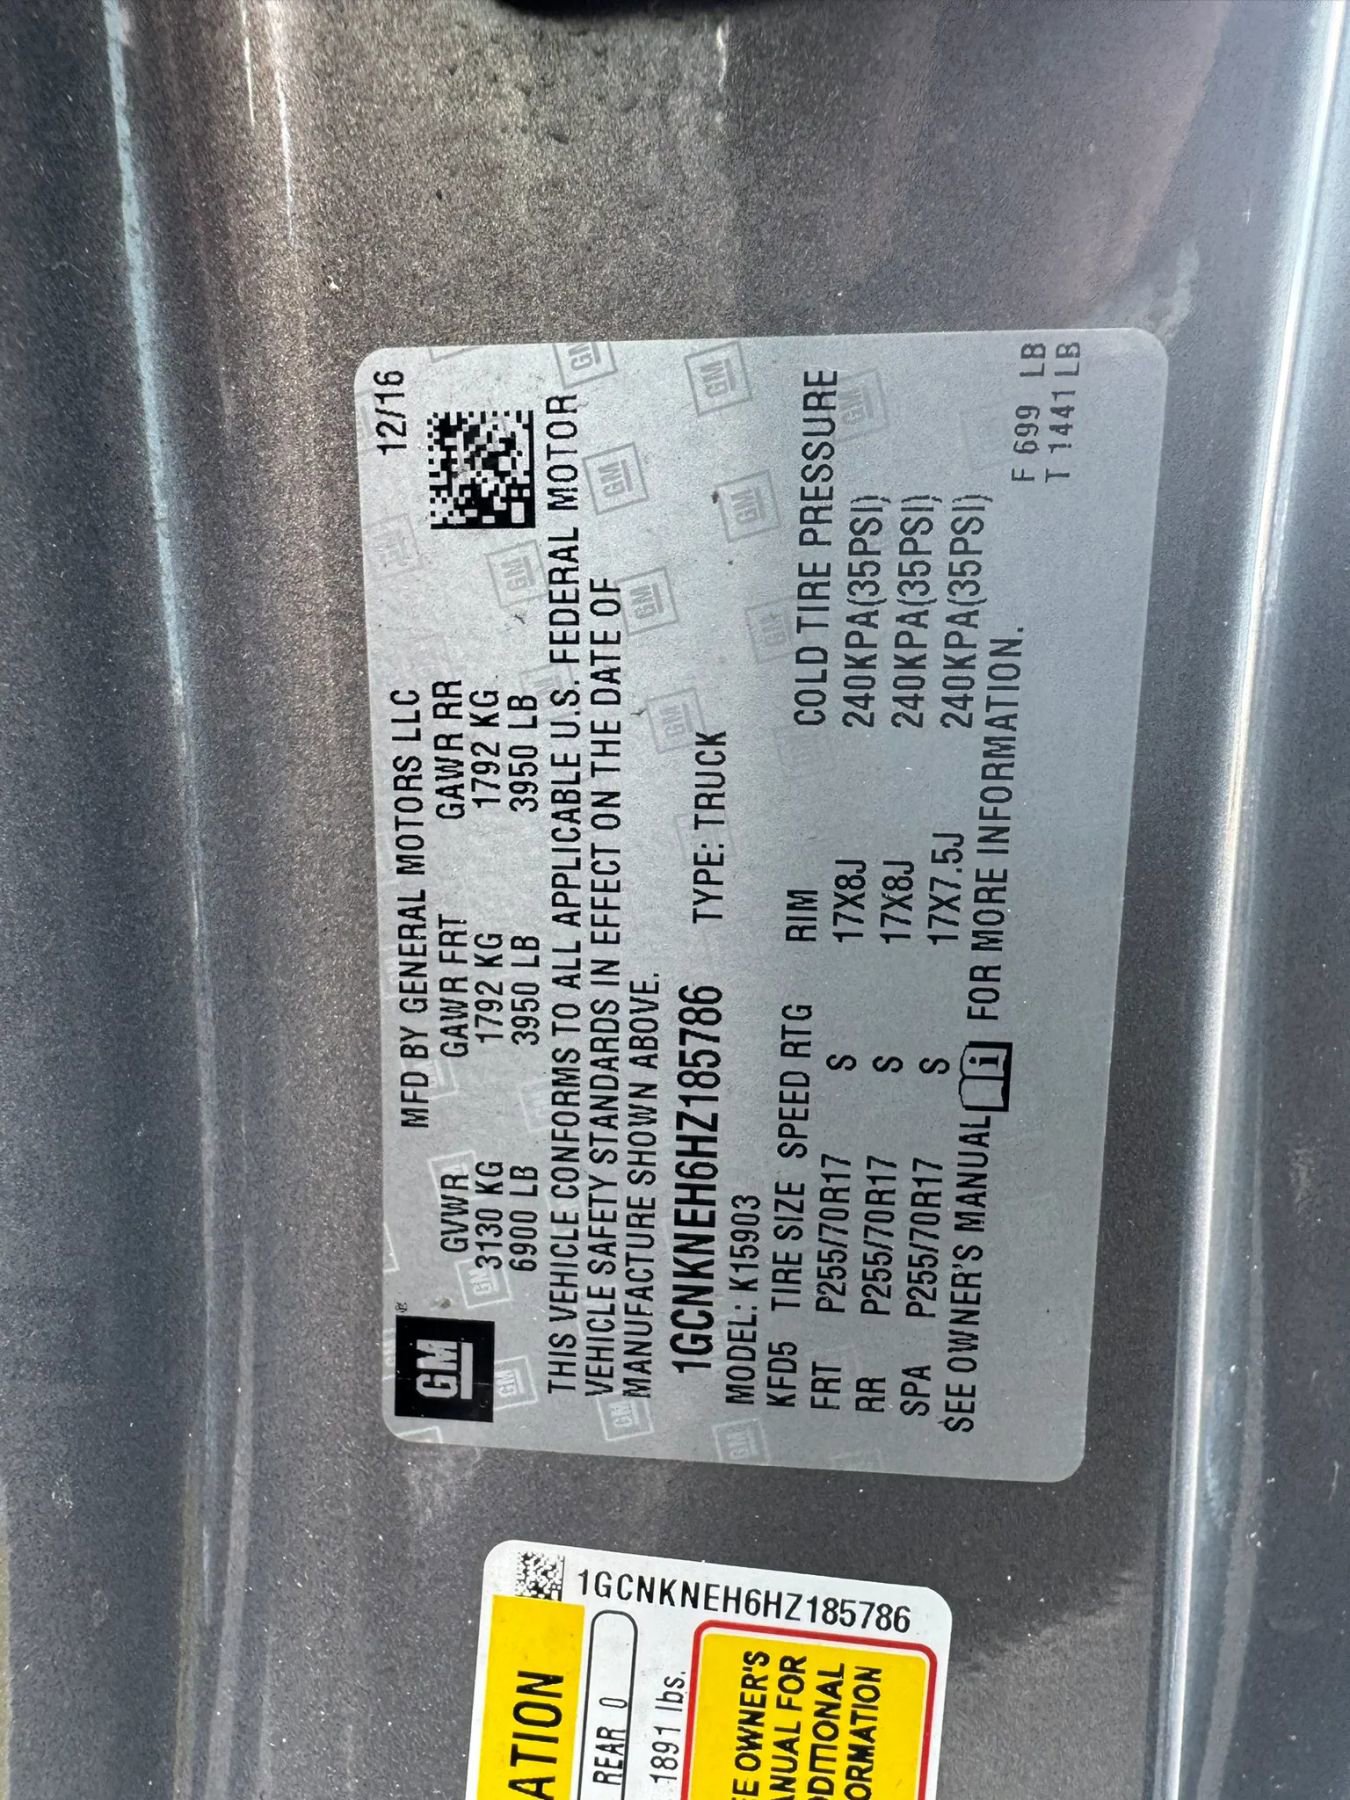 GM
MFD BY GENERAL MOTORS LLC 12/16
GVWR GAWR FRT GAWR RR
3130 KG 1792 KG 1792 KG
6900 LB 3950 LB 3950 LB
THIS VEHICLE CONFORMS TO ALL APPLICABLE U.S. FEDERAL MOTOR
VEHICLE SAFETY STANDARDS IN EFFECT ON THE DATE OF
MANUFACTURE SHOWN ABOVE.
1GCNKNEH6HZ185786 TYPE: TRUCK
MODEL: K15903
KFD5 TIRE SIZE SPEED RTG RIM COLD TIRE PRESSURE
FRT P255/70R17 S 17X8J 240KPA(35PSI)
RR P255/70R17 S 17X8J 240KPA(35PSI)
SPA P255/70R17 S 17X7.5J 240KPA(35PSI)
SEE OWNER'S MANUAL i FOR MORE INFORMATION.
F 699 LB
T 1441 LB
1GCNKNEH6HZ185786
ATION
REAR 0
1891 lbs.
EE OWNER'S
ANUAL FOR
DDITIONAL
ORMATION